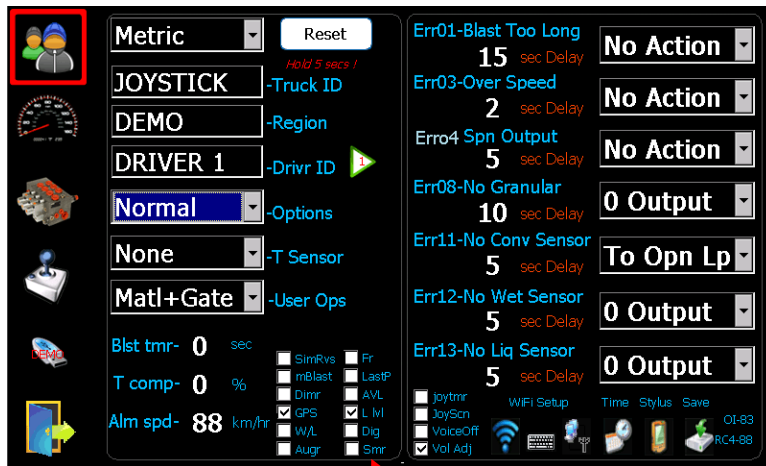 Metric
Reset
Hold 5 secs !
JOYSTICK -Truck ID
DEMO -Region
DRIVER 1 -Drivr ID 1
Normal -Options
None -T Sensor
Matl+Gate -User Ops
Blst tmr- 0 sec
T comp- 0 %
Alm spd- 88 km/hr
SimRvs Fr
mBlast LastP
Dimr AVL
GPS L lvl
W/L Dig
Augr Smr
DEMO
Err01-Blast Too Long
15 sec Delay No Action
Err03-Over Speed
2 sec Delay No Action
Erro4 Spn Output
5 sec Delay No Action
Err08-No Granular
10 sec Delay 0 Output
Err11-No Conv Sensor
5 sec Delay To Opn Lp
Err12-No Wet Sensor
5 sec Delay 0 Output
Err13-No Liq Sensor
5 sec Delay 0 Output
joytmr
JoyScn
VoiceOff
Vol Adj
WiFi Setup Time Stylus Save
OI-83
RC4-88